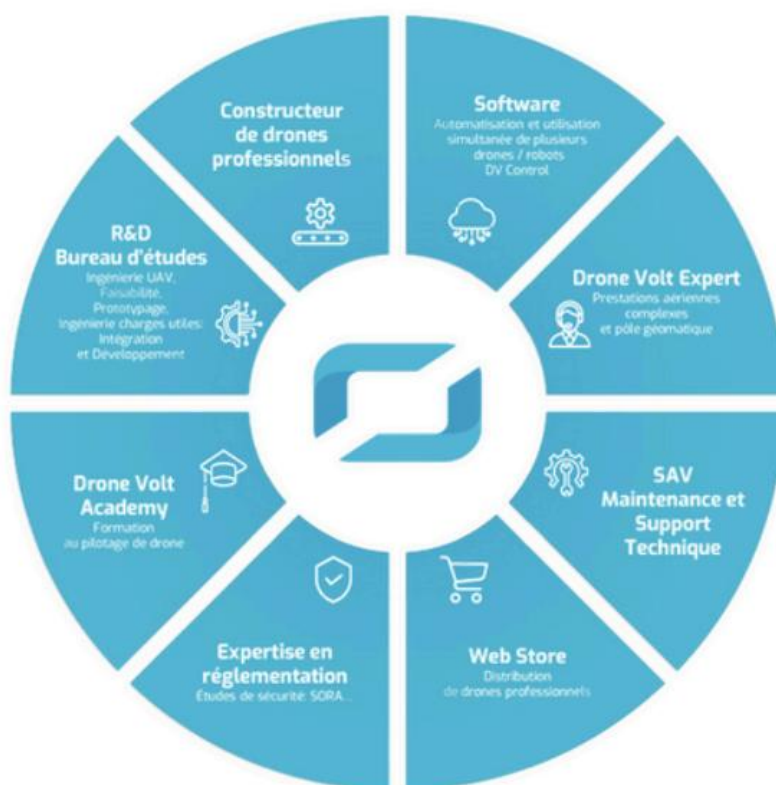 Constructeur
de drones
professionnels
Software
Automatisation et utilisation
simultanée de plusieurs
drones / robots
DV Control
Drone Volt Expert
Prestations aériennes
complexes
et pôle géomatique
SAV
Maintenance et
Support
Technique
Web Store
Distribution
de drones professionnels
Expertise en
réglementation
Études de sécurité: SORA...
Drone Volt
Academy
Formation
au pilotage de drone
R&D
Bureau d'études
Ingénierie UAV,
Faisabilité,
Prototypage,
Ingénierie charges utiles:
Intégration
et Développement